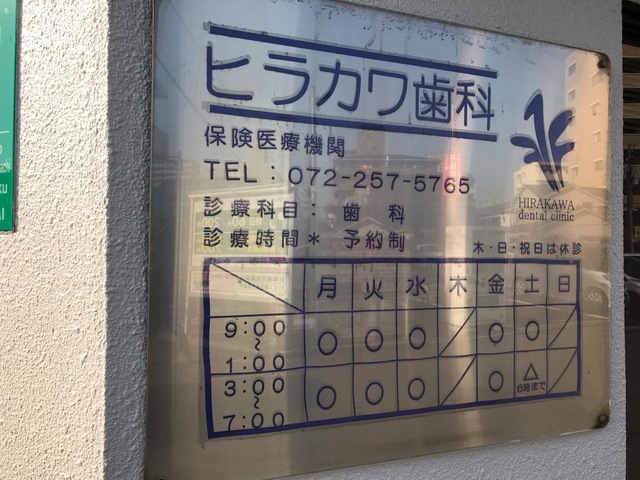 ヒラカワ歯科
保険医療機関
TEL：072-257-5765
HIRAKAWA
dental clinic
診療科目：歯　科
診療時間＊予約制
木・日・祝日は休診
月 火 水 木 金 土 日
9:00～1:00 ○ ○ ○ ／ ○ ○ ／
3:00～7:00 ○ ○ ○ ／ ○ △ ／
6時まで